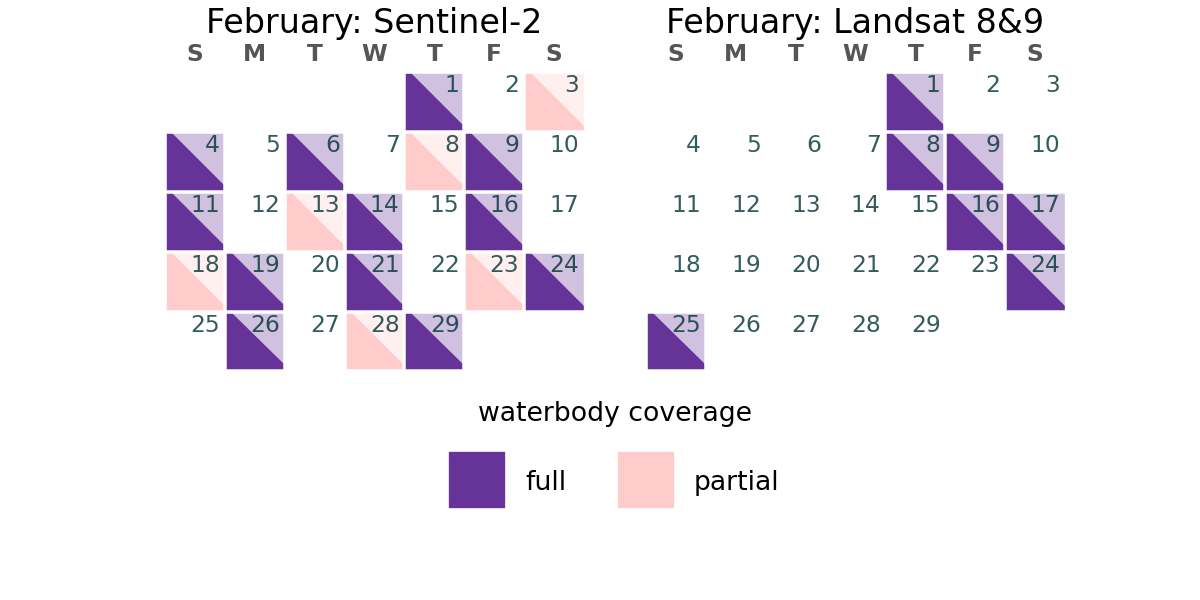 February: Sentinel-2
S M T W T F S
1 2 3
4 5 6 7 8 9 10
11 12 13 14 15 16 17
18 19 20 21 22 23 24
25 26 27 28 29
February: Landsat 8&9
S M T W T F S
1 2 3
4 5 6 7 8 9 10
11 12 13 14 15 16 17
18 19 20 21 22 23 24
25 26 27 28 29
waterbody coverage
full
partial